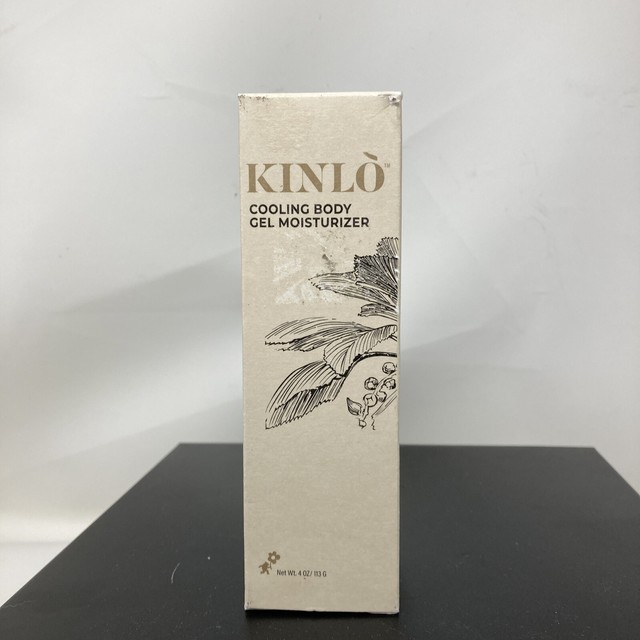 KINLÒ™
COOLING BODY
GEL MOISTURIZER
Net Wt. 4 OZ/ 113 G